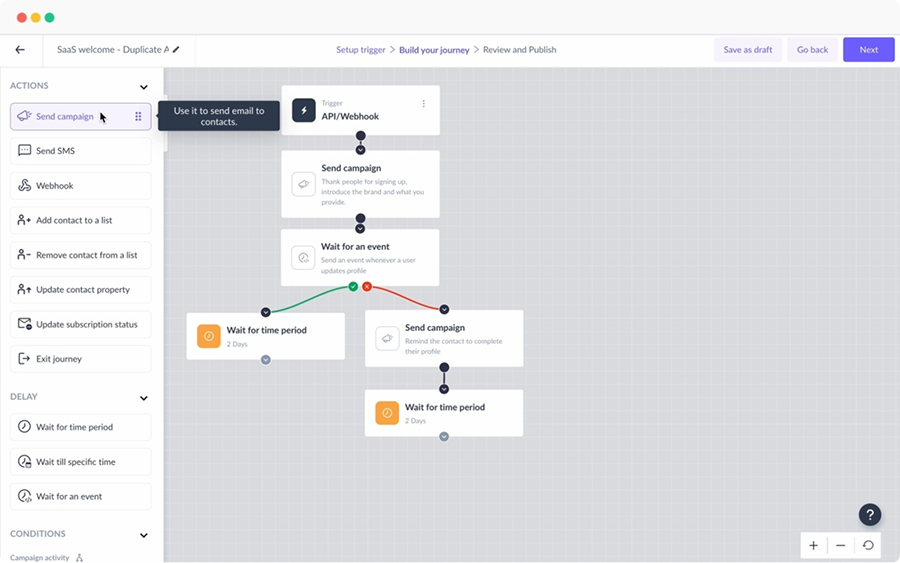 SaaS welcome - Duplicate A
Setup trigger > Build your journey > Review and Publish
Save as draft
Go back
Next
ACTIONS
Send campaign
Send SMS
Webhook
Add contact to a list
Remove contact from a list
Update contact property
Update subscription status
Exit journey
DELAY
Wait for time period
Wait till specific time
Wait for an event
CONDITIONS
Campaign activity
Use it to send email to
contacts.
Trigger
API/Webhook
Send campaign
Thank people for signing up,
introduce the brand and what you
provide.
Wait for an event
Send an event whenever a user
updates profile
Wait for time period
2 Days
Send campaign
Remind the contact to complete
their profile
Wait for time period
2 Days
?